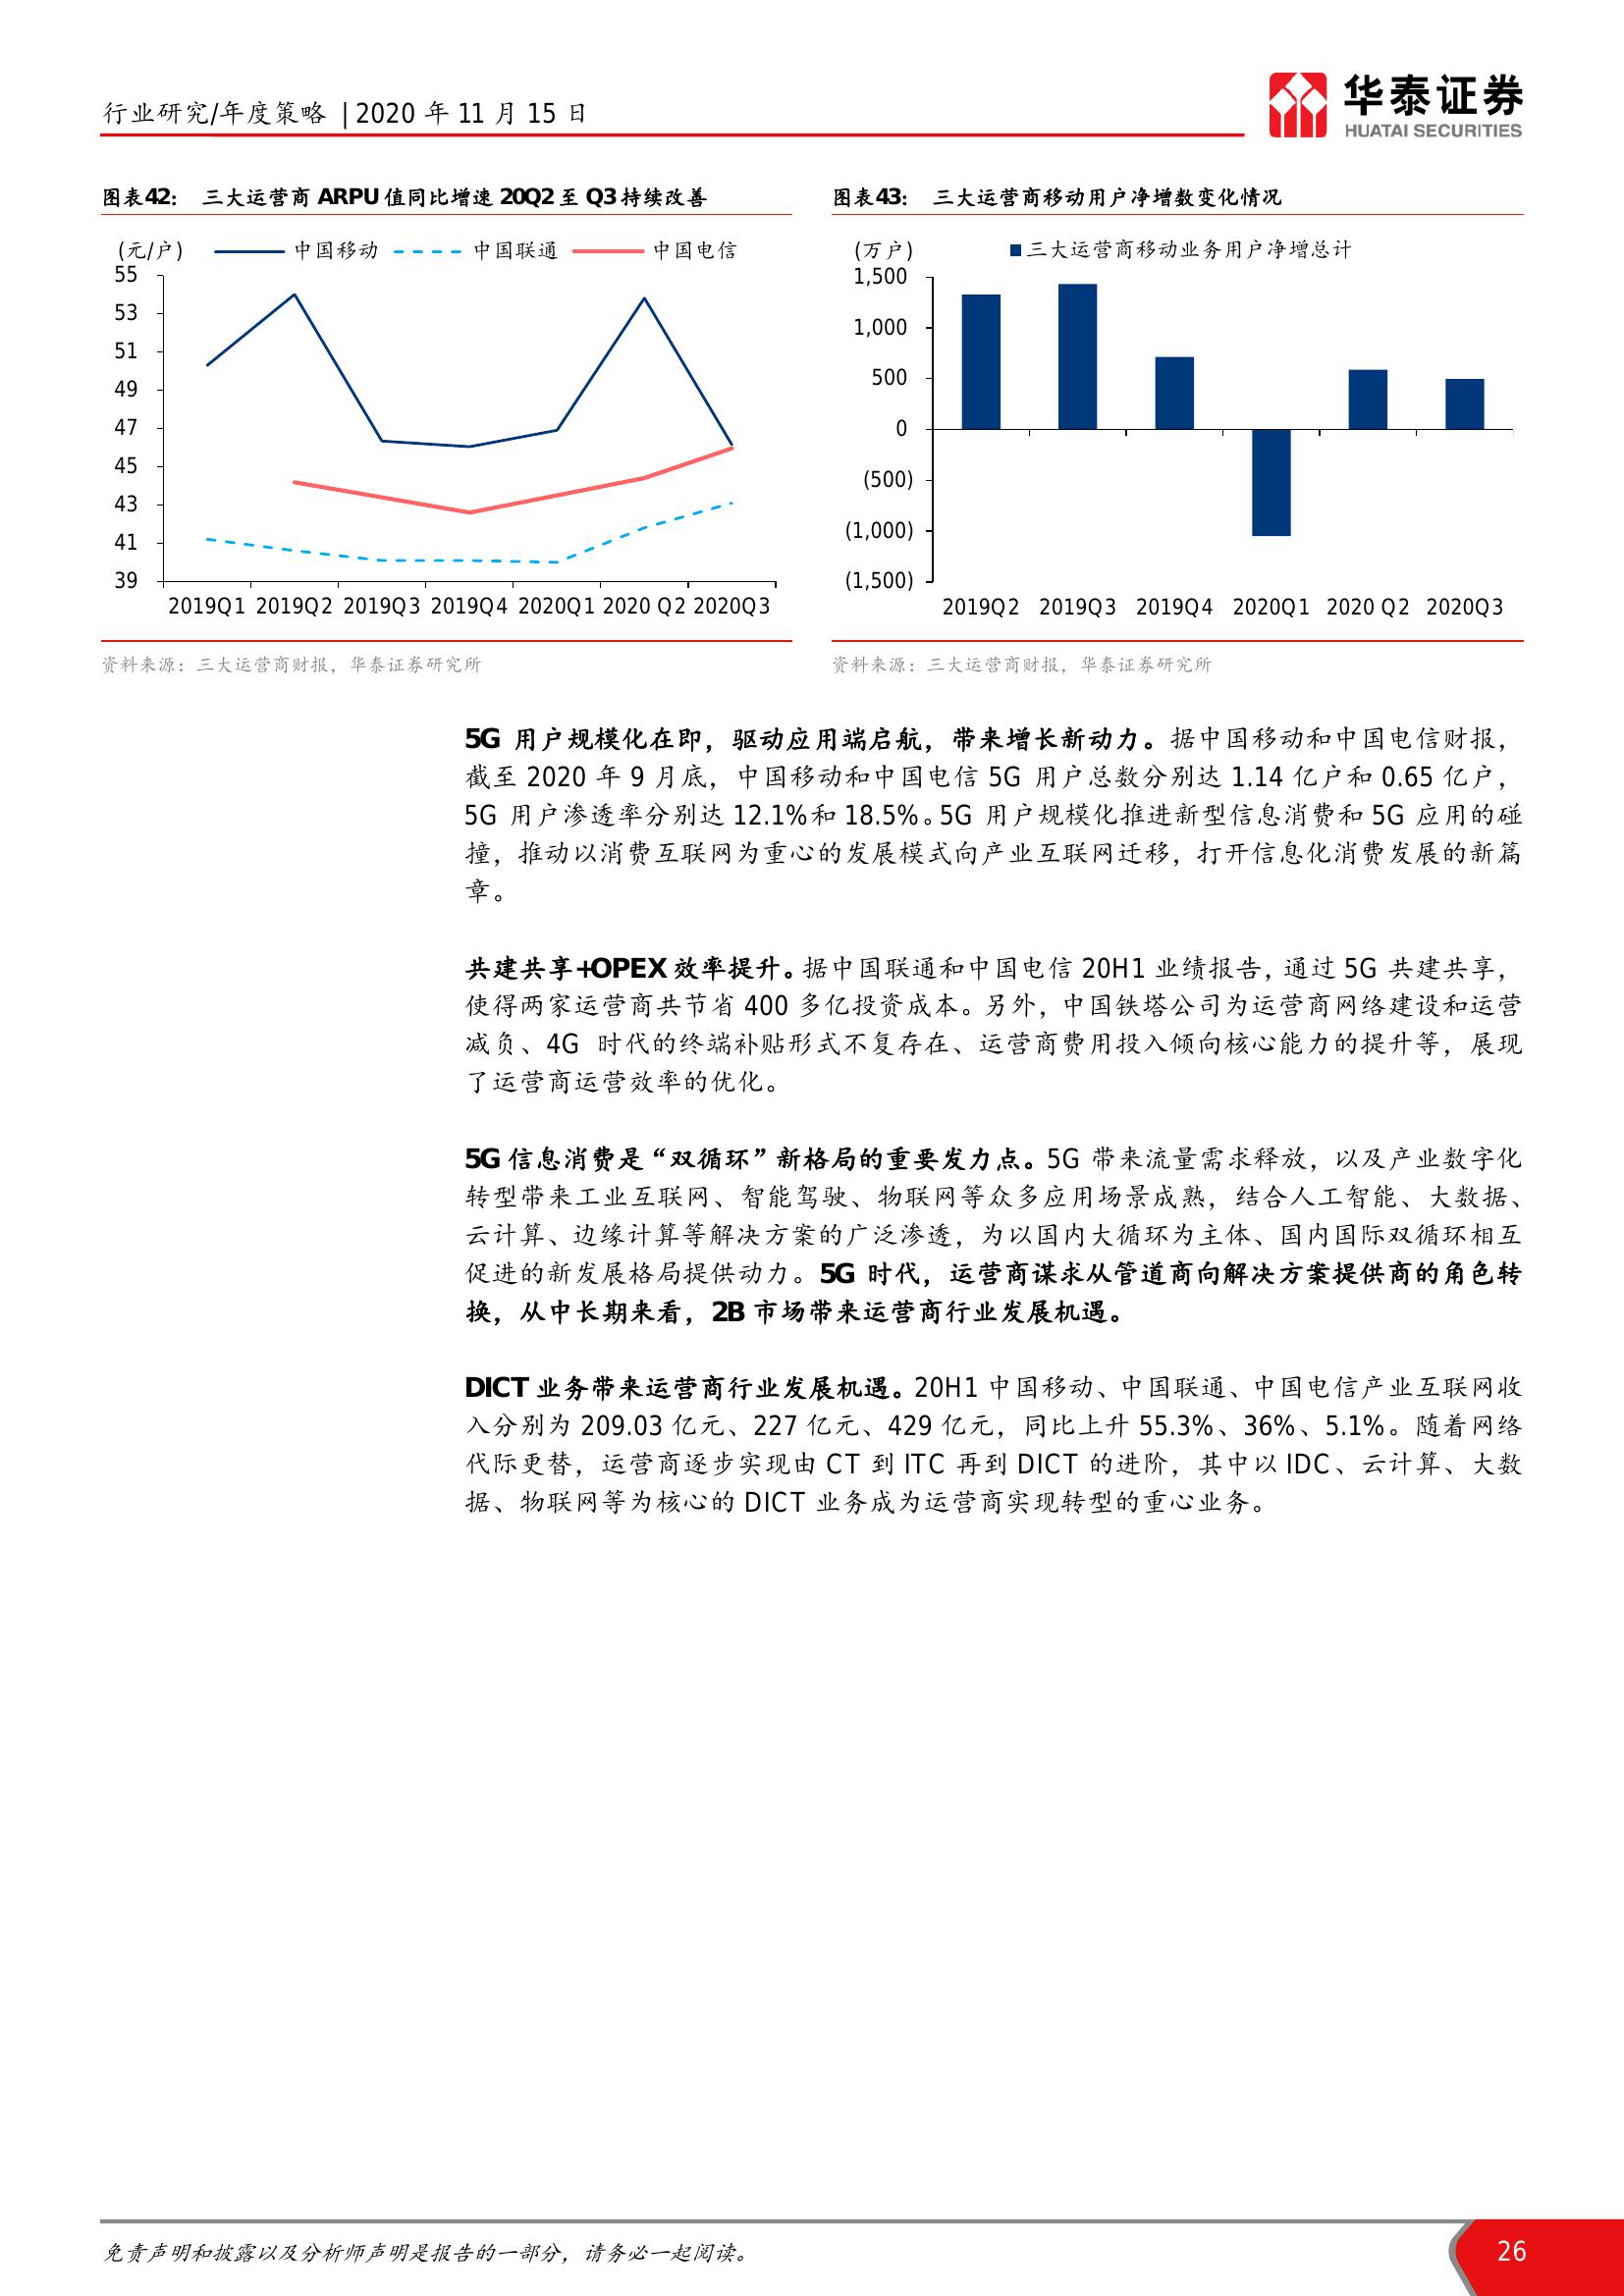 行业研究/年度策略 | 2020 年 11 月 15 日
华泰证券
HUATAI SECURITIES
图表42： 三大运营商 ARPU 值同比增速 20Q2 至 Q3 持续改善
(元/户) 中国移动 中国联通 中国电信
55
53
51
49
47
45
43
41
39
2019Q1 2019Q2 2019Q3 2019Q4 2020Q1 2020 Q2 2020Q3
资料来源：三大运营商财报，华泰证券研究所
图表43： 三大运营商移动用户净增数变化情况
(万户) 三大运营商移动业务用户净增总计
1,500
1,000
500
0
(500)
(1,000)
(1,500)
2019Q2 2019Q3 2019Q4 2020Q1 2020 Q2 2020Q3
资料来源：三大运营商财报，华泰证券研究所
5G 用户规模化在即，驱动应用端启航，带来增长新动力。据中国移动和中国电信财报，
截至 2020 年 9 月底，中国移动和中国电信 5G 用户总数分别达 1.14 亿户和 0.65 亿户，
5G 用户渗透率分别达 12.1%和 18.5%。5G 用户规模化推进新型信息消费和 5G 应用的碰
撞，推动以消费互联网为重心的发展模式向产业互联网迁移，打开信息化消费发展的新篇
章。
共建共享+OPEX 效率提升。据中国联通和中国电信 20H1 业绩报告，通过 5G 共建共享，
使得两家运营商共节省 400 多亿投资成本。另外，中国铁塔公司为运营商网络建设和运营
减负、4G 时代的终端补贴形式不复存在、运营商费用投入倾向核心能力的提升等，展现
了运营商运营效率的优化。
5G 信息消费是“双循环”新格局的重要发力点。5G 带来流量需求释放，以及产业数字化
转型带来工业互联网、智能驾驶、物联网等众多应用场景成熟，结合人工智能、大数据、
云计算、边缘计算等解决方案的广泛渗透，为以国内大循环为主体、国内国际双循环相互
促进的新发展格局提供动力。5G 时代，运营商谋求从管道商向解决方案提供商的角色转
换，从中长期来看，2B 市场带来运营商行业发展机遇。
DICT 业务带来运营商行业发展机遇。20H1 中国移动、中国联通、中国电信产业互联网收
入分别为 209.03 亿元、227 亿元、429 亿元，同比上升 55.3%、36%、5.1%。随着网络
代际更替，运营商逐步实现由 CT 到 ITC 再到 DICT 的进阶，其中以 IDC、云计算、大数
据、物联网等为核心的 DICT 业务成为运营商实现转型的重心业务。
免责声明和披露以及分析师声明是报告的一部分，请务必一起阅读。
26